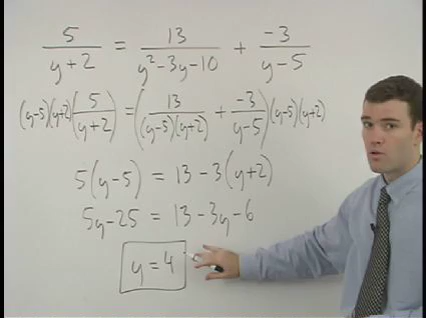 5/(y+2) = 13/(y²-3y-10) + -3/(y-5)
(y-5)(y+2)(5/(y+2)) = (13/((y-5)(y+2)) + -3/(y-5))(y-5)(y+2)
5(y-5) = 13-3(y+2)
5y-25 = 13-3y-6
y=4